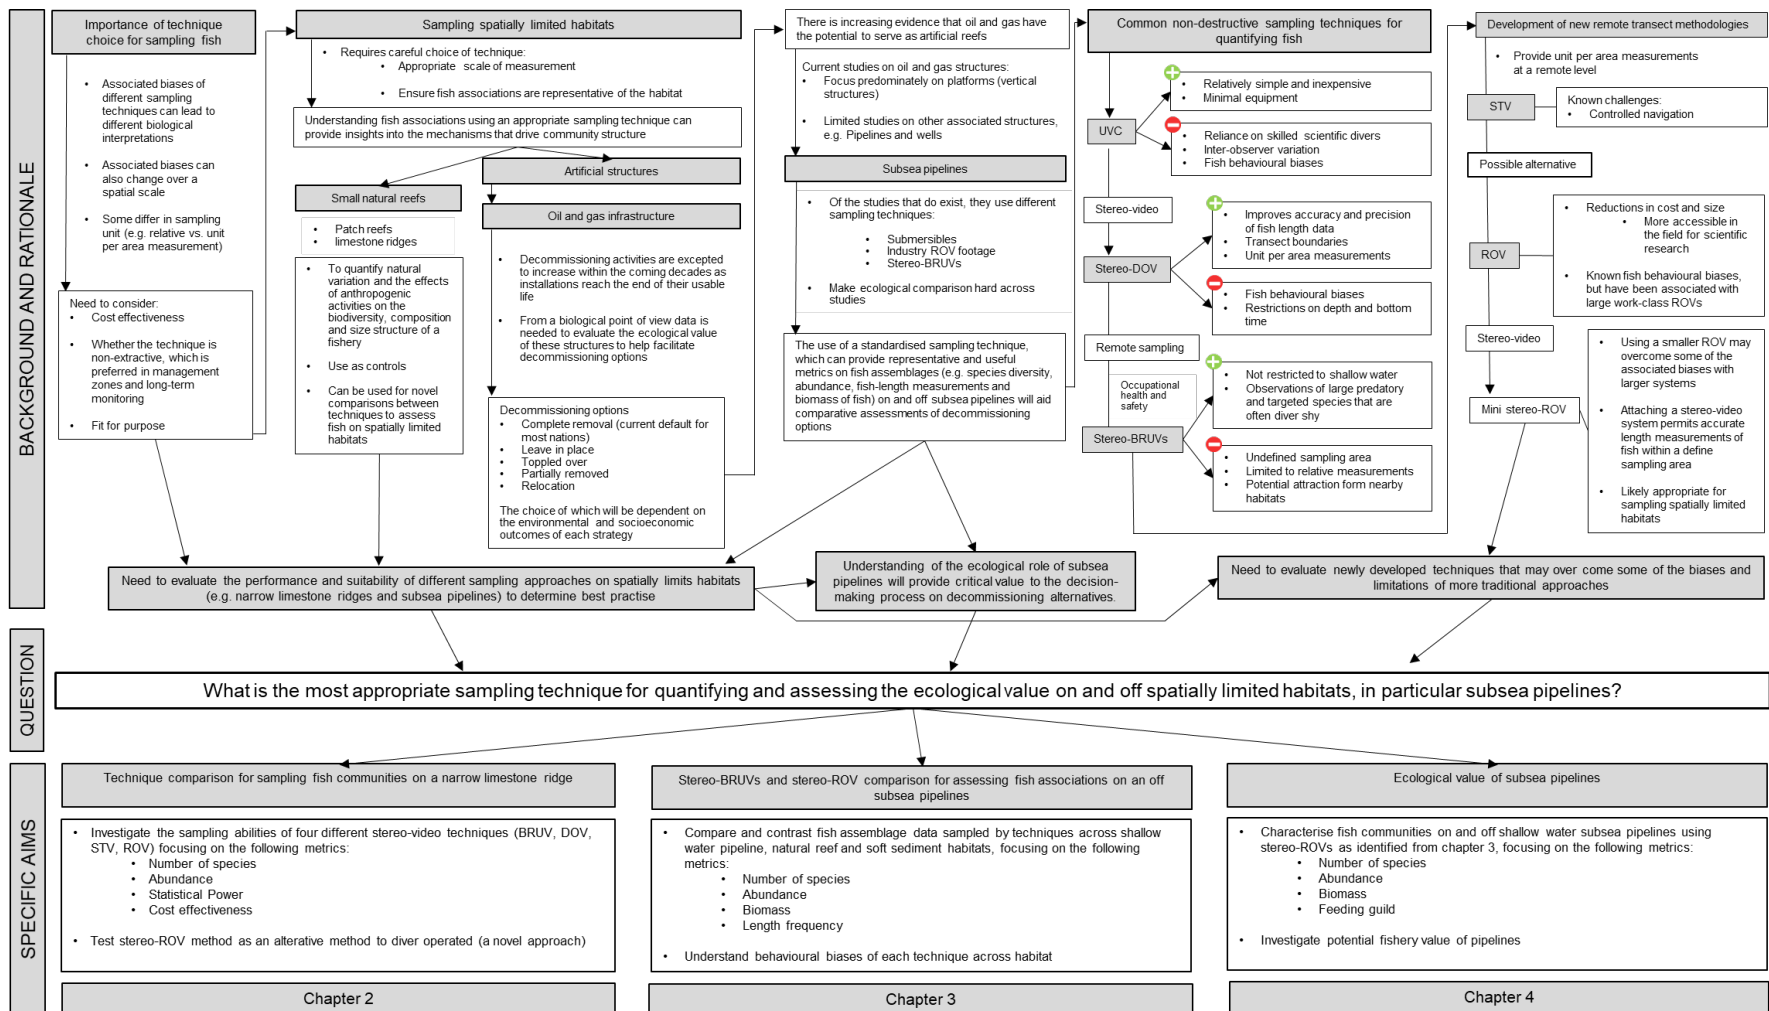 BACKGROUND AND RATIONALE
Importance of technique
choice for sampling fish
• Associated biases of
different sampling
techniques can lead to
different biological
interpretations
• Associated biases can
also change over a
spatial scale
• Some differ in sampling
unit (e.g. relative vs. unit
per area measurement)
Need to consider:
• Cost effectiveness
• Whether the technique is
non-extractive, which is
preferred in management
zones and long-term
monitoring
• Fit for purpose
Sampling spatially limited habitats
• Requires careful choice of technique:
• Appropriate scale of measurement
• Ensure fish associations are representative of the habitat
Understanding fish associations using an appropriate sampling technique can
provide insights into the mechanisms that drive community structure
Small natural reefs
• Patch reefs
• limestone ridges
• To quantify natural
variation and the effects
of anthropogenic
activities on the
biodiversity, composition
and size structure of a
fishery
• Use as controls
• Can be used for novel
comparisons between
techniques to assess
fish on spatially limited
habitats
Artificial structures
Oil and gas infrastructure
• Decommissioning activities are excepted
to increase within the coming decades as
installations reach the end of their usable
life
• From a biological point of view data is
needed to evaluate the ecological value
of these structures to help facilitate
decommissioning options
Decommissioning options
• Complete removal (current default for
most nations)
• Leave in place
• Toppled over
• Partially removed
• Relocation
The choice of which will be dependent on
the environmental and socioeconomic
outcomes of each strategy
There is increasing evidence that oil and gas have
the potential to serve as artificial reefs
Current studies on oil and gas structures:
• Focus predominately on platforms (vertical
structures)
• Limited studies on other associated structures,
e.g. Pipelines and wells
Subsea pipelines
• Of the studies that do exist, they use different
sampling techniques:
• Submersibles
• Industry ROV footage
• Stereo-BRUVs
• Make ecological comparison hard across
studies
The use of a standardised sampling technique,
which can provide representative and useful
metrics on fish assemblages (e.g. species diversity,
abundance, fish-length measurements and
biomass of fish) on and off subsea pipelines will aid
comparative assessments of decommissioning
options
Common non-destructive sampling techniques for
quantifying fish
UVC
• Relatively simple and inexpensive
• Minimal equipment
• Reliance on skilled scientific divers
• Inter-observer variation
• Fish behavioural biases
Stereo-video
Stereo-DOV
• Improves accuracy and precision
of fish length data
• Transect boundaries
• Unit per area measurements
• Fish behavioural biases
• Restrictions on depth and bottom
time
Remote sampling
Occupational
health and
safety
Stereo-BRUVs
• Not restricted to shallow water
• Observations of large predatory
and targeted species that are
often diver shy
• Undefined sampling area
• Limited to relative measurements
• Potential attraction form nearby
habitats
Development of new remote transect methodologies
• Provide unit per area measurements
at a remote level
STV
Known challenges:
• Controlled navigation
Possible alternative
ROV
• Reductions in cost and size
• More accessible in
the field for scientific
research
• Known fish behavioural biases,
but have been associated with
large work-class ROVs
Stereo-video
Mini stereo-ROV
• Using a smaller ROV may
overcome some of the
associated biases with
larger systems
• Attaching a stereo-video
system permits accurate
length measurements of
fish within a define
sampling area
• Likely appropriate for
sampling spatially limited
habitats
Need to evaluate the performance and suitability of different sampling approaches on spatially limits habitats
(e.g. narrow limestone ridges and subsea pipelines) to determine best practise
Understanding of the ecological role of subsea
pipelines will provide critical value to the decision-
making process on decommissioning alternatives.
Need to evaluate newly developed techniques that may over come some of the biases and
limitations of more traditional approaches
QUESTION
What is the most appropriate sampling technique for quantifying and assessing the ecological value on and off spatially limited habitats, in particular subsea pipelines?
SPECIFIC AIMS
Technique comparison for sampling fish communities on a narrow limestone ridge
• Investigate the sampling abilities of four different stereo-video techniques (BRUV, DOV,
STV, ROV) focusing on the following metrics:
• Number of species
• Abundance
• Statistical Power
• Cost effectiveness
• Test stereo-ROV method as an alterative method to diver operated (a novel approach)
Chapter 2
Stereo-BRUVs and stereo-ROV comparison for assessing fish associations on an off
subsea pipelines
• Compare and contrast fish assemblage data sampled by techniques across shallow
water pipeline, natural reef and soft sediment habitats, focusing on the following
metrics:
• Number of species
• Abundance
• Biomass
• Length frequency
• Understand behavioural biases of each technique across habitat
Chapter 3
Ecological value of subsea pipelines
• Characterise fish communities on and off shallow water subsea pipelines using
stereo-ROVs as identified from chapter 3, focusing on the following metrics:
• Number of species
• Abundance
• Biomass
• Feeding guild
• Investigate potential fishery value of pipelines
Chapter 4